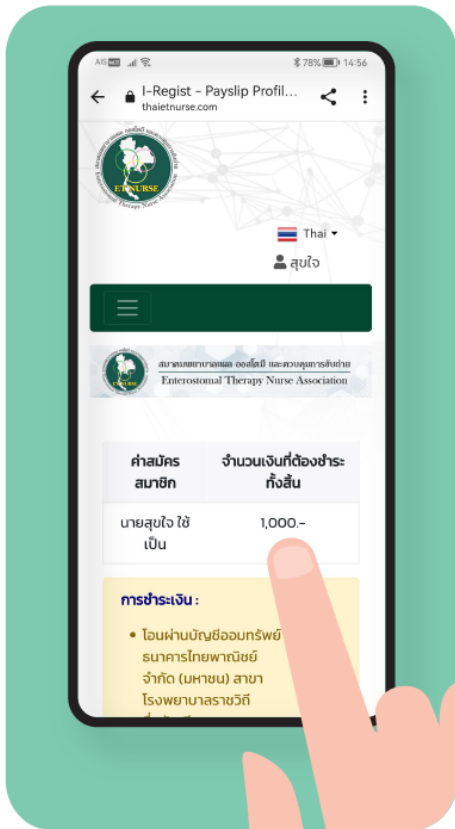 AIS
78% 14:56
I-Regist - Payslip Profil...
thaietnurse.com
ET NURSE
Thai
สุขใจ
สมาคมพยาบาลแผล ออสโตมี และควบคุมการขับถ่าย
Enterostomal Therapy Nurse Association
ค่าสมัครสมาชิก จำนวนเงินที่ต้องชำระทั้งสิ้น
นายสุขใจ ใช้เป็น 1,000.-
การชำระเงิน :
• โอนผ่านบัญชีออมทรัพย์
ธนาคารไทยพาณิชย์
จำกัด (มหาชน) สาขา
โรงพยาบาลราชวิถี